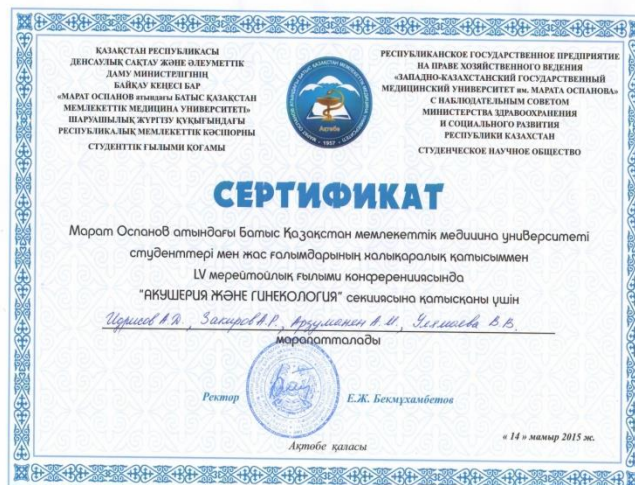 ҚАЗАҚСТАН РЕСПУБЛИКАСЫ
ДЕНСАУЛЫҚ САҚТАУ ЖӘНЕ ӘЛЕУМЕТТІК
ДАМУ МИНИСТРЛІГІНІҢ
БАЙҚАУ КЕҢЕСІ БАР
«МАРАТ ОСПАНОВ атындағы БАТЫС ҚАЗАҚСТАН
МЕМЛЕКЕТТІК МЕДИЦИНА УНИВЕРСИТЕТІ»
ШАРУАШЫЛЫҚ ЖҮРГІЗУ ҚҰҚЫҒЫНДАҒЫ
РЕСПУБЛИКАЛЫҚ МЕМЛЕКЕТТІК КӘСІПОРНЫ
СТУДЕНТТІК ҒЫЛЫМИ ҚОҒАМЫ
Ақтөбе
1957
РЕСПУБЛИКАНСКОЕ ГОСУДАРСТВЕННОЕ ПРЕДПРИЯТИЕ
НА ПРАВЕ ХОЗЯЙСТВЕННОГО ВЕДЕНИЯ
«ЗАПАДНО-КАЗАХСТАНСКИЙ ГОСУДАРСТВЕННЫЙ
МЕДИЦИНСКИЙ УНИВЕРСИТЕТ им. МАРАТА ОСПАНОВА»
С НАБЛЮДАТЕЛЬНЫМ СОВЕТОМ
МИНИСТЕРСТВА ЗДРАВООХРАНЕНИЯ
И СОЦИАЛЬНОГО РАЗВИТИЯ
РЕСПУБЛИКИ КАЗАХСТАН
СТУДЕНЧЕСКОЕ НАУЧНОЕ ОБЩЕСТВО
СЕРТИФИКАТ
Марат Оспанов атындағы Батыс Қазақстан мемлекеттік медицина университеті
студенттері мен жас ғалымдарының халықаралық қатысуымен
LV мерейтойлық ғылыми конференциясында
"АКУШЕРИЯ ЖӘНЕ ГИНЕКОЛОГИЯ" секциясына қатысқаны үшін
Идрисов А.Д., Закиров А.Р., Арзуманян А.М., В.В.
марапатталады
Ректор Е.Ж. Бекмұхамбетов
Ақтөбе қаласы
« 14 » мамыр 2015 ж.